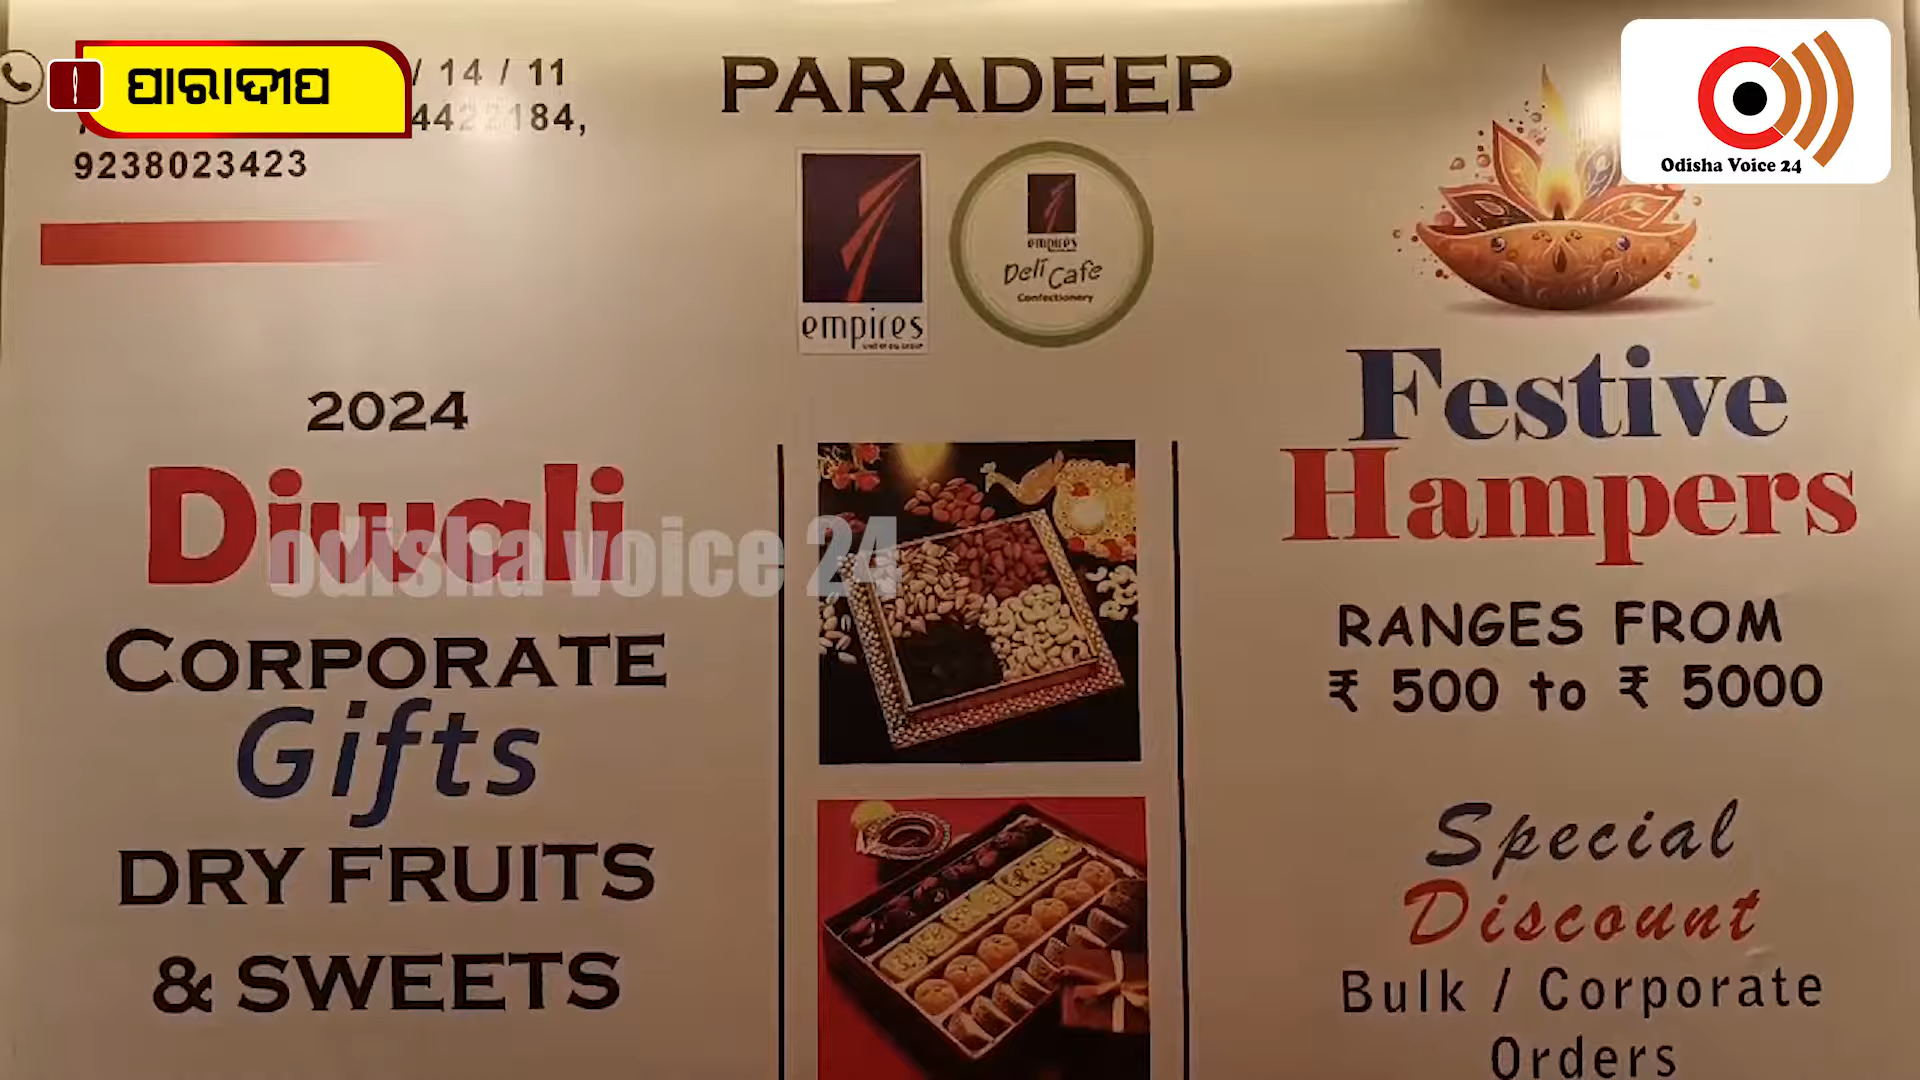 ପାରାଦ୍ୱୀପ
/ 14 / 11
184,
9238023423
PARADEEP
empires
empires
Deli Cafe
Confectionery
Odisha Voice 24
2024
Diwali
odisha voice 24
CORPORATE
Gifts
DRY FRUITS
& SWEETS
Festive
Hampers
RANGES FROM
₹ 500 to ₹ 5000
Special
Discount
Bulk / Corporate
Orders